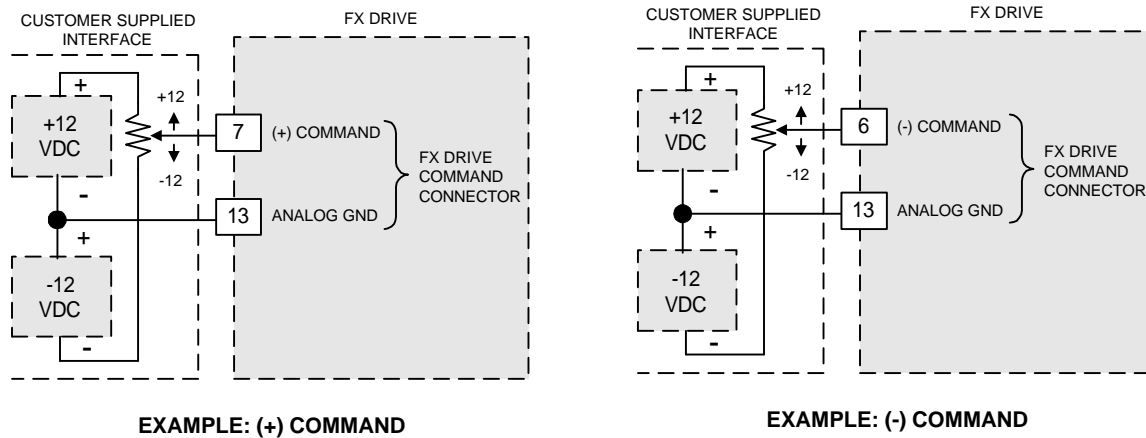 CUSTOMER SUPPLIED
INTERFACE
FX DRIVE
+
+12
VDC
-
+12
-12
7
(+) COMMAND
FX DRIVE
COMMAND
CONNECTOR
13
ANALOG GND
+
-12
VDC
-
EXAMPLE: (+) COMMAND
CUSTOMER SUPPLIED
INTERFACE
FX DRIVE
+
+12
VDC
-
+12
-12
6
(-) COMMAND
FX DRIVE
COMMAND
CONNECTOR
13
ANALOG GND
+
-12
VDC
-
EXAMPLE: (-) COMMAND